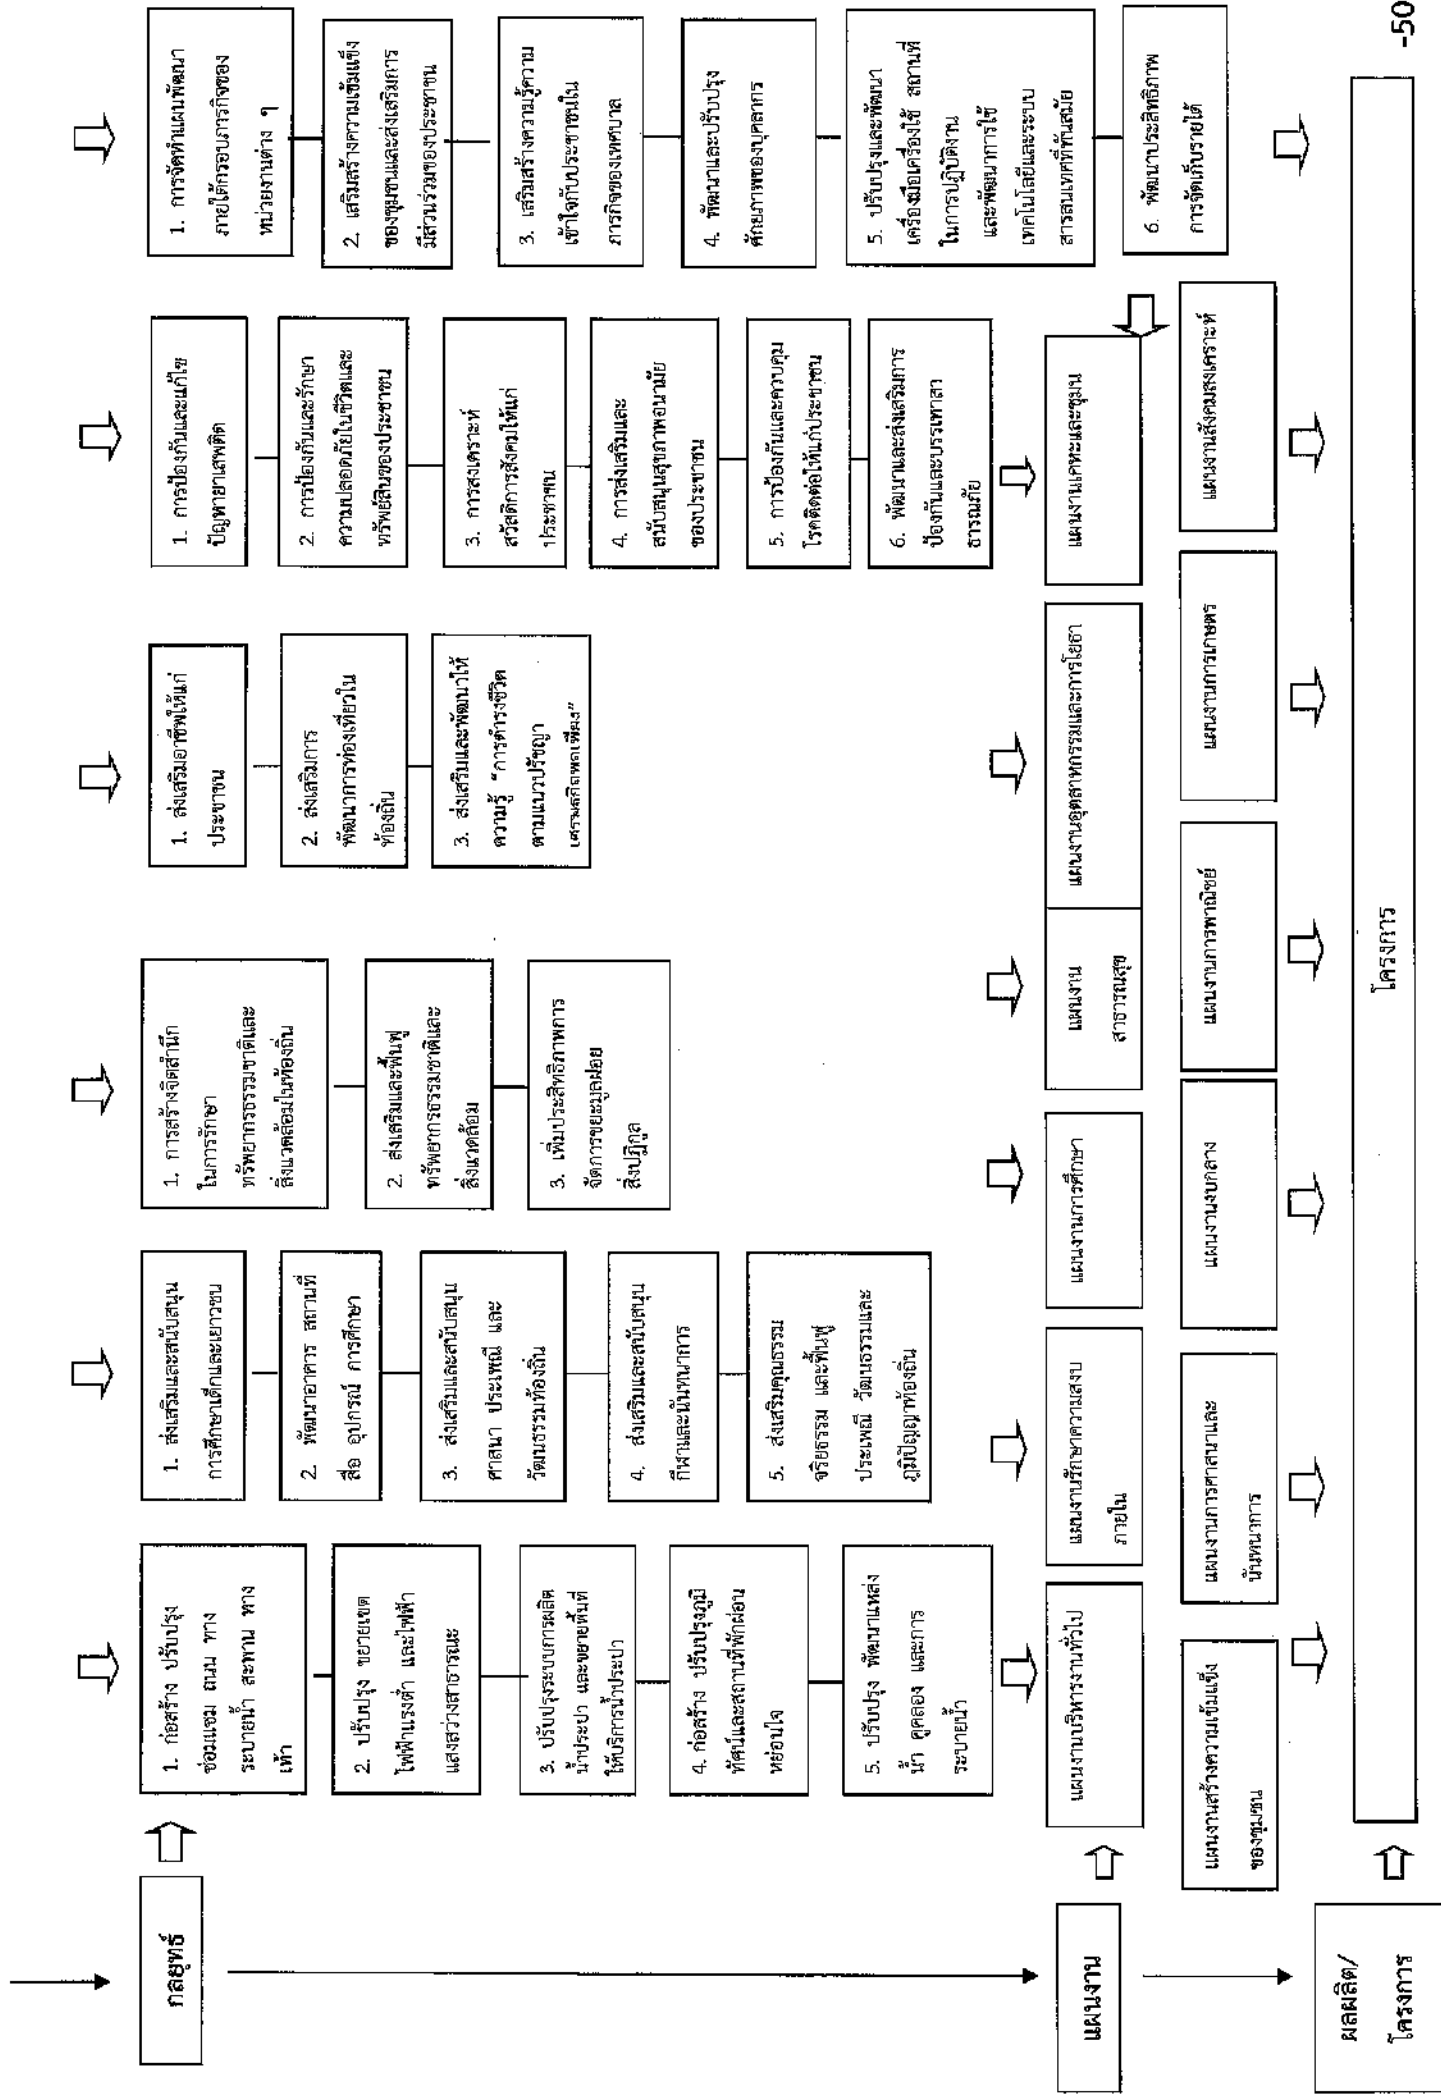 กลยุทธ์
1. ก่อสร้าง ปรับปรุง
ซ่อมแซม ถนน ทาง
ระบายน้ำ สะพาน ทาง
เท้า
2. ปรับปรุง ขยายเขต
ไฟฟ้าแรงต่ำ และไฟฟ้า
แสงสว่างสาธารณะ
3. ปรับปรุงระบบการผลิต
น้ำประปา และขยายพื้นที่
ให้บริการน้ำประปา
4. ก่อสร้าง ปรับปรุงภูมิ
ทัศน์และสถานที่พักผ่อน
หย่อนใจ
5. ปรับปรุง พัฒนาแหล่ง
น้ำ คูคลอง และการ
ระบายน้ำ
1. ส่งเสริมและสนับสนุน
การศึกษาเด็กและเยาวชน
2. พัฒนาอาคาร สถานที่
สื่อ อุปกรณ์ การศึกษา
3. ส่งเสริมและสนับสนุน
ศาสนา ประเพณี และ
วัฒนธรรมท้องถิ่น
4. ส่งเสริมและสนับสนุน
กีฬาและนันทนาการ
5. ส่งเสริมคุณธรรม
จริยธรรม และฟื้นฟู
ประเพณี วัฒนธรรมและ
ภูมิปัญญาท้องถิ่น
1. การสร้างจิตสำนึก
ในการรักษา
ทรัพยากรธรรมชาติและ
สิ่งแวดล้อมในท้องถิ่น
2. ส่งเสริมและฟื้นฟู
ทรัพยากรธรรมชาติและ
สิ่งแวดล้อม
3. เพิ่มประสิทธิภาพการ
จัดการขยะมูลฝอย
สิ่งปฏิกูล
1. ส่งเสริมอาชีพให้แก่
ประชาชน
2. ส่งเสริมการ
พัฒนาการท่องเที่ยวใน
ท้องถิ่น
3. ส่งเสริมและพัฒนาให้
ความรู้ “การดำรงชีวิต
ตามแนวปรัชญา
เศรษฐกิจพอเพียง”
1. การป้องกันและแก้ไข
ปัญหายาเสพติด
2. การป้องกันและรักษา
ความปลอดภัยในชีวิตและ
ทรัพย์สินของประชาชน
3. การสงเคราะห์
สวัสดิการสังคมให้แก่
ประชาชน
4. การส่งเสริมและ
สนับสนุนสุขภาพอนามัย
ของประชาชน
5. การป้องกันและควบคุม
โรคติดต่อให้แก่ประชาชน
6. พัฒนาและส่งเสริมการ
ป้องกันและบรรเทาสา
ธารณภัย
1. การจัดทำแผนพัฒนา
ภายใต้กรอบภารกิจของ
หน่วยงานต่าง ๆ
2. เสริมสร้างความเข้มแข็ง
ของชุมชนและส่งเสริมการ
มีส่วนร่วมของประชาชน
3. เสริมสร้างความรู้ความ
เข้าใจกับประชาชนใน
ภารกิจของเทศบาล
4. พัฒนาและปรับปรุง
ศักยภาพของบุคลากร
5. ปรับปรุงและพัฒนา
เครื่องมือเครื่องใช้ สถานที่
ในการปฏิบัติงาน
และพัฒนาการใช้
เทคโนโลยีและระบบ
สารสนเทศที่ทันสมัย
6. พัฒนาประสิทธิภาพ
การจัดเก็บรายได้
แผนงาน
แผนงานบริหารงานทั่วไป
แผนงานรักษาความสงบ
ภายใน
แผนงานการศึกษา
แผนงาน
สาธารณสุข
แผนงานอุตสาหกรรมและการโยธา
แผนงานเคหะและชุมน
แผนงานสร้างความเข้มแข็ง
ของชุมชน
แผนงานการศาสนาและ
นันทนาการ
แผนงานงบกลาง
แผนงานการพาณิชย์
แผนงานการเกษตร
แผนงานสังคมสงเคราะห์
ผลผลิต/
โครงการ
โครงการ
-50